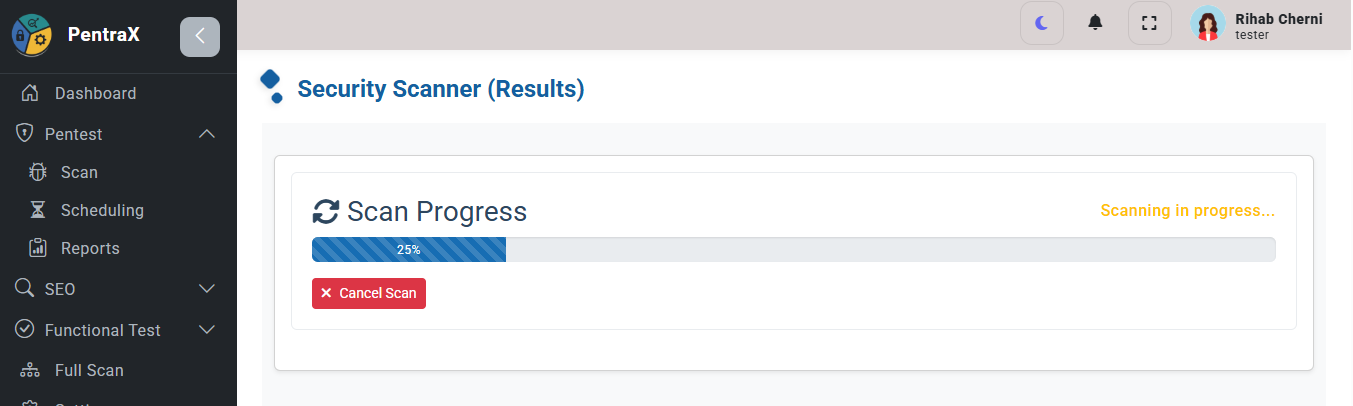 PentraX
Rihab Cherni
tester
Dashboard
Pentest
Scan
Scheduling
Reports
SEO
Functional Test
Full Scan
Security Scanner (Results)
Scan Progress
Scanning in progress...
25%
Cancel Scan